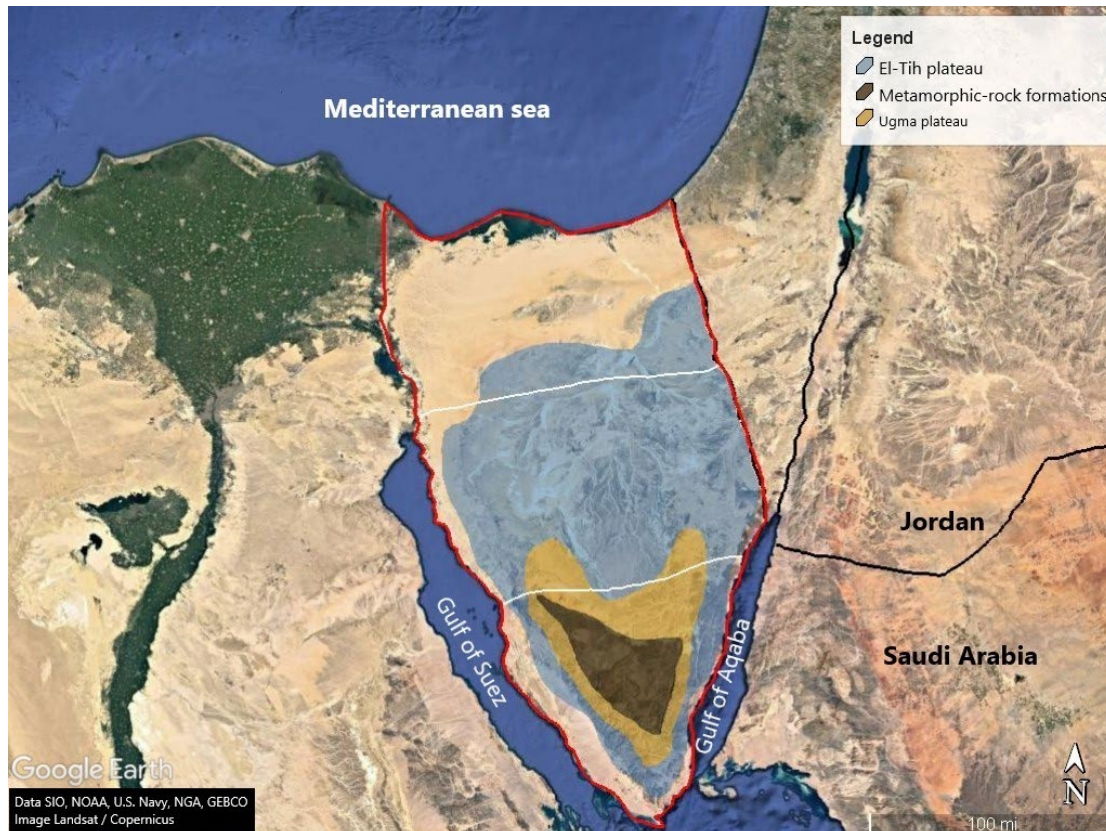 Mediterranean sea
Legend
El-Tih plateau
Metamorphic-rock formations
Ugma plateau
Jordan
Saudi Arabia
Gulf of Suez
Gulf of Aqaba
Google Earth
Data SIO, NOAA, U.S. Navy, NGA, GEBCO
Image Landsat / Copernicus
N
100 mi